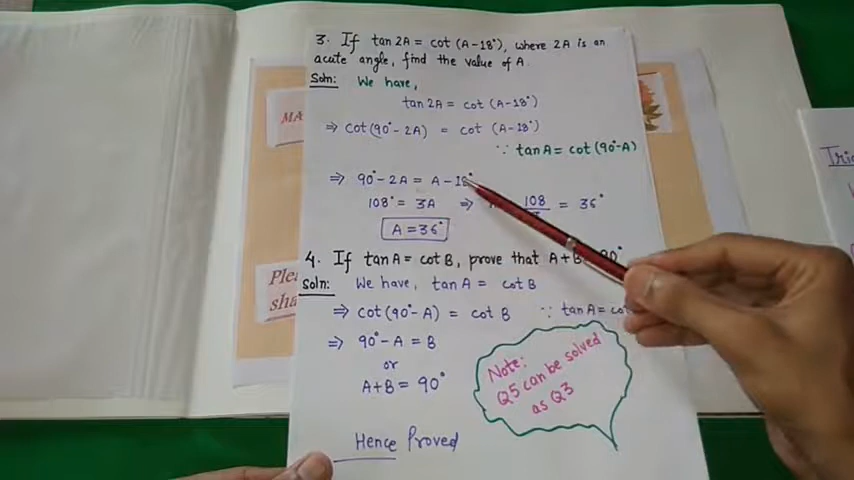 3. If tan 2A = cot (A-18°), where 2A is an
acute angle, find the value of A.
Soln: We have,
tan 2A = cot (A-18°)
⇒ cot(90°- 2A) = cot (A-18°)
∵ tan A = cot (90°-A)
⇒ 90°- 2A = A - 18°
108° = 3A ⇒ 108 = 36°
A = 36°
4. If tan A = cot B, prove that A+B 90°
Soln: We have, tan A = cot B
⇒ cot (90°- A) = cot B ∵ tan A = cot
⇒ 90°- A = B
or
A+B = 90°
Hence Proved
Note:
Q5 can be solved
as Q3
MA
Plea
sha
Tri